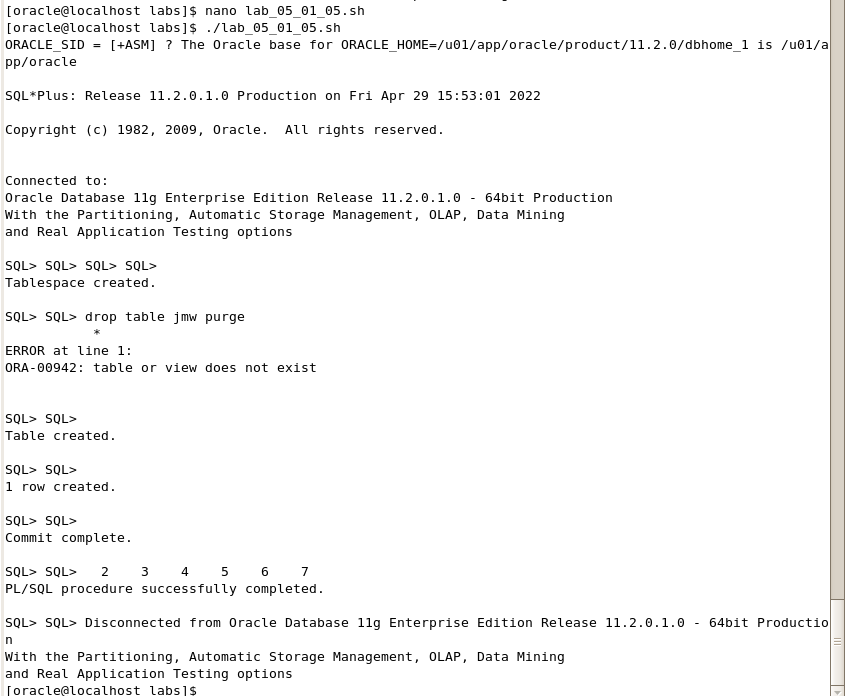 [oracle@localhost labs]$ nano lab_05_01_05.sh
[oracle@localhost labs]$ ./lab_05_01_05.sh
ORACLE_SID = [+ASM] ? The Oracle base for ORACLE_HOME=/u01/app/oracle/product/11.2.0/dbhome_1 is /u01/a
pp/oracle
SQL*Plus: Release 11.2.0.1.0 Production on Fri Apr 29 15:53:01 2022
Copyright (c) 1982, 2009, Oracle.  All rights reserved.
Connected to:
Oracle Database 11g Enterprise Edition Release 11.2.0.1.0 - 64bit Production
With the Partitioning, Automatic Storage Management, OLAP, Data Mining
and Real Application Testing options
SQL> SQL> SQL> SQL>
Tablespace created.
SQL> SQL> drop table jmw purge
           *
ERROR at line 1:
ORA-00942: table or view does not exist
SQL> SQL>
Table created.
SQL> SQL>
1 row created.
SQL> SQL>
Commit complete.
SQL> SQL>   2    3    4    5    6    7
PL/SQL procedure successfully completed.
SQL> SQL> Disconnected from Oracle Database 11g Enterprise Edition Release 11.2.0.1.0 - 64bit Productio
n
With the Partitioning, Automatic Storage Management, OLAP, Data Mining
and Real Application Testing options
[oracle@localhost labs]$